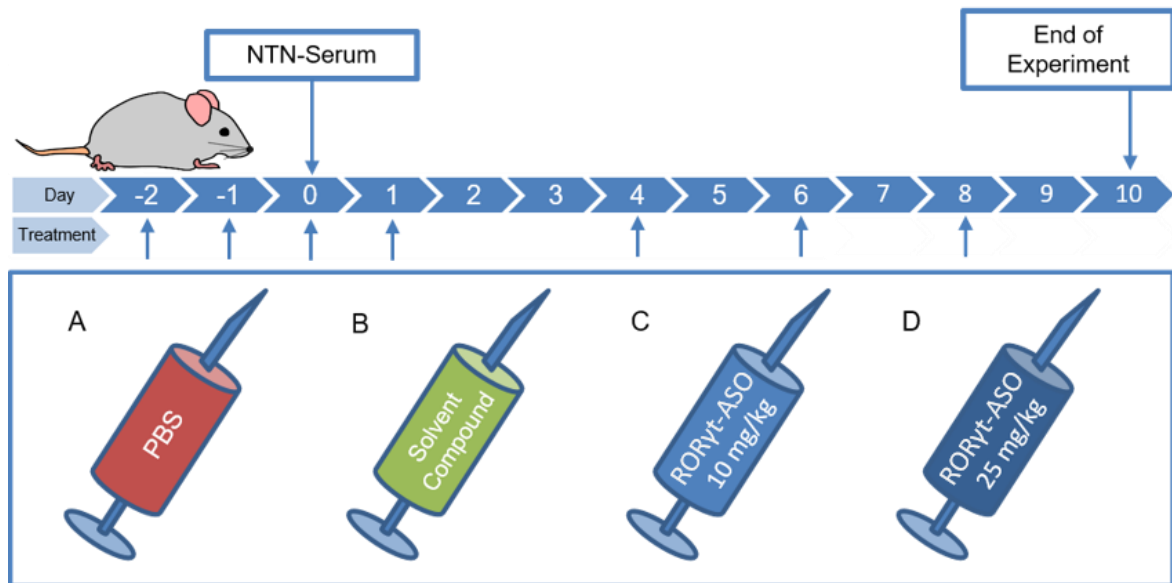 NTN-Serum
End of
Experiment
Day -2 -1 0 1 2 3 4 5 6 7 8 9 10
Treatment
A B C D
PBS
Solvent
Compound
RORγt-ASO
10 mg/kg
RORγt-ASO
25 mg/kg